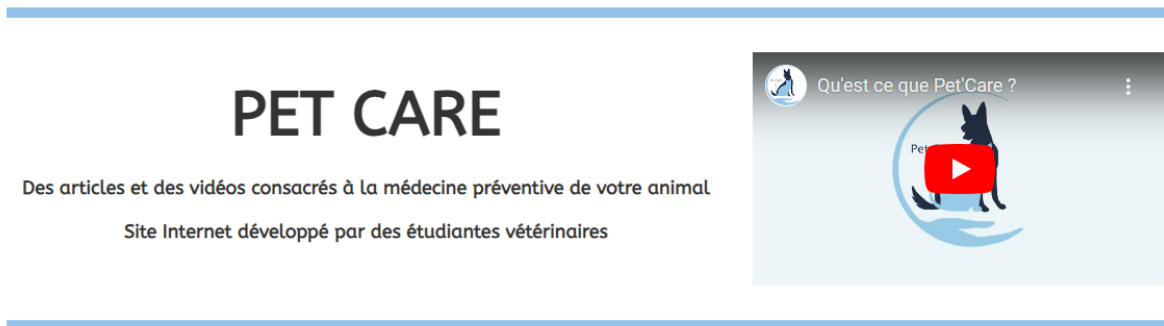 PET CARE
Des articles et des vidéos consacrés à la médecine préventive de votre animal
Site Internet développé par des étudiantes vétérinaires
Qu'est ce que Pet'Care ?